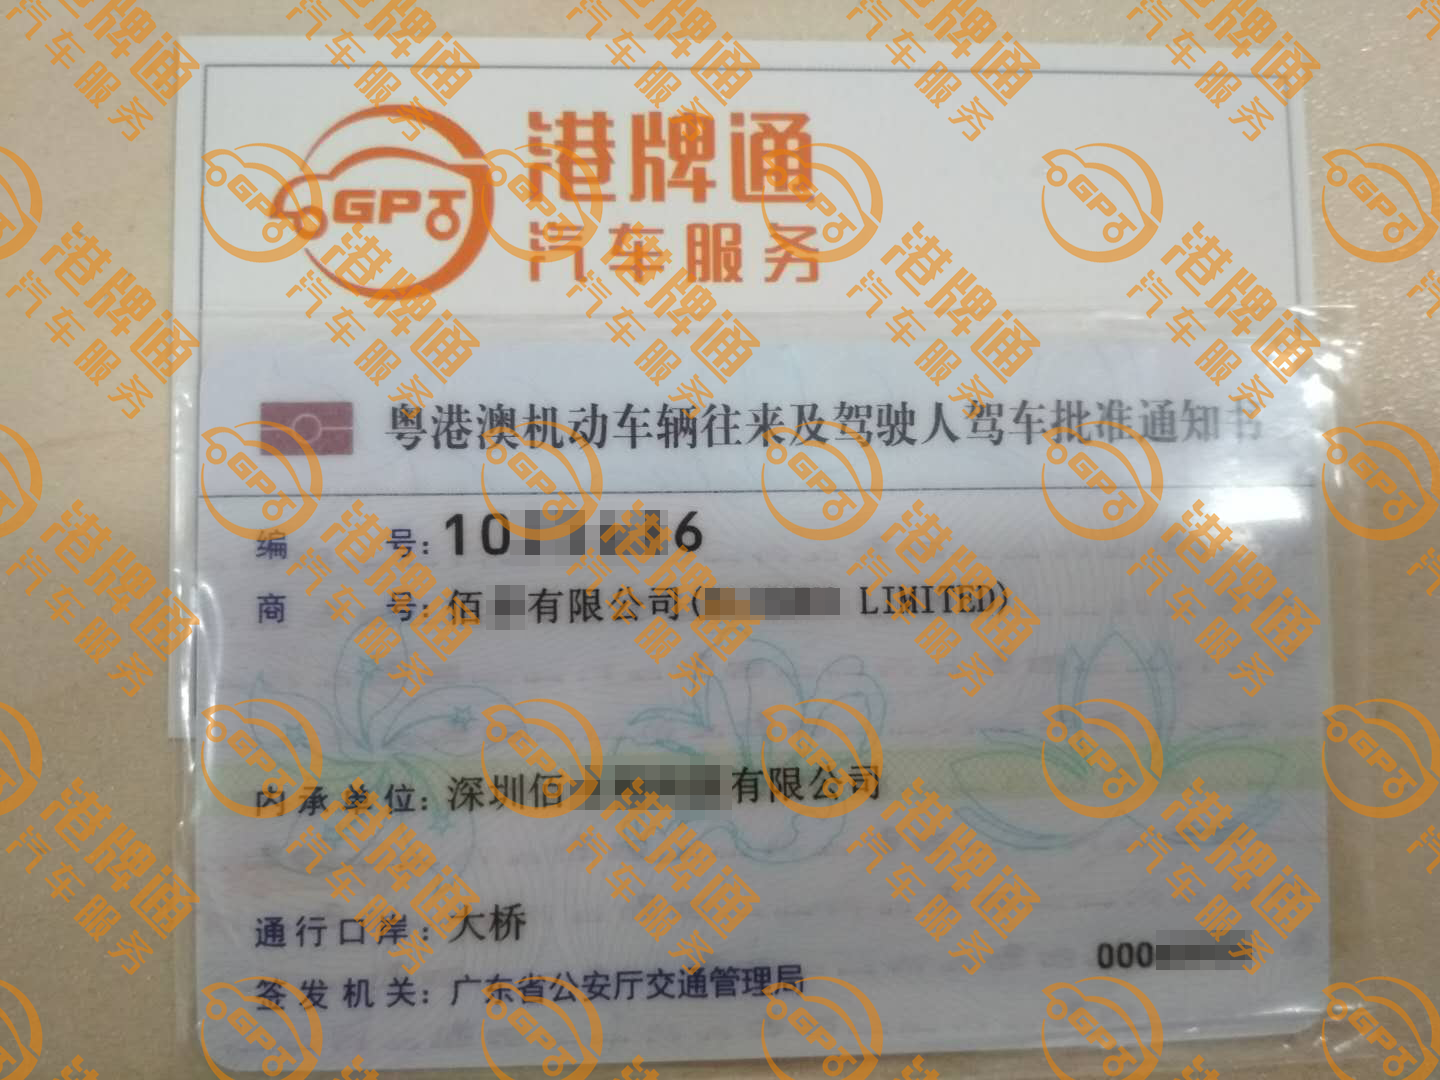 GPT
港牌通
汽车服务
粤港澳机动车辆往来及驾驶人驾车批准通知书
编 号：10 6
商 号：佰 有限公司( LIMITED)
内承单位：深圳佰 有限公司
通行口岸：大桥
000
签发机关：广东省公安厅交通管理局